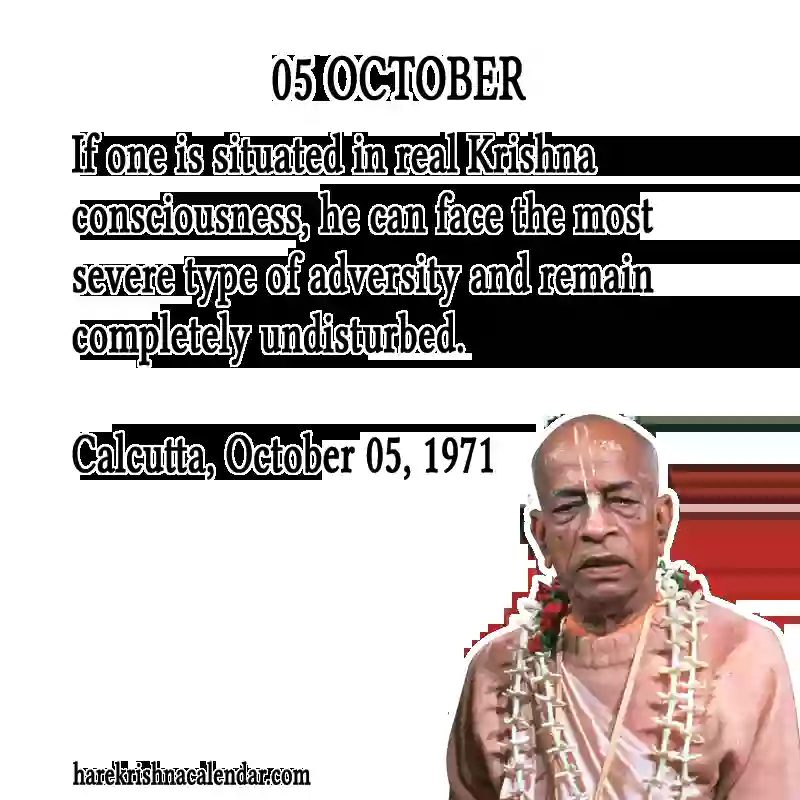 05 OCTOBER
If one is situated in real Krishna
consciousness, he can face the most
severe type of adversity and remain
completely undisturbed.
Calcutta, October 05, 1971
harekrishnacalendar.com